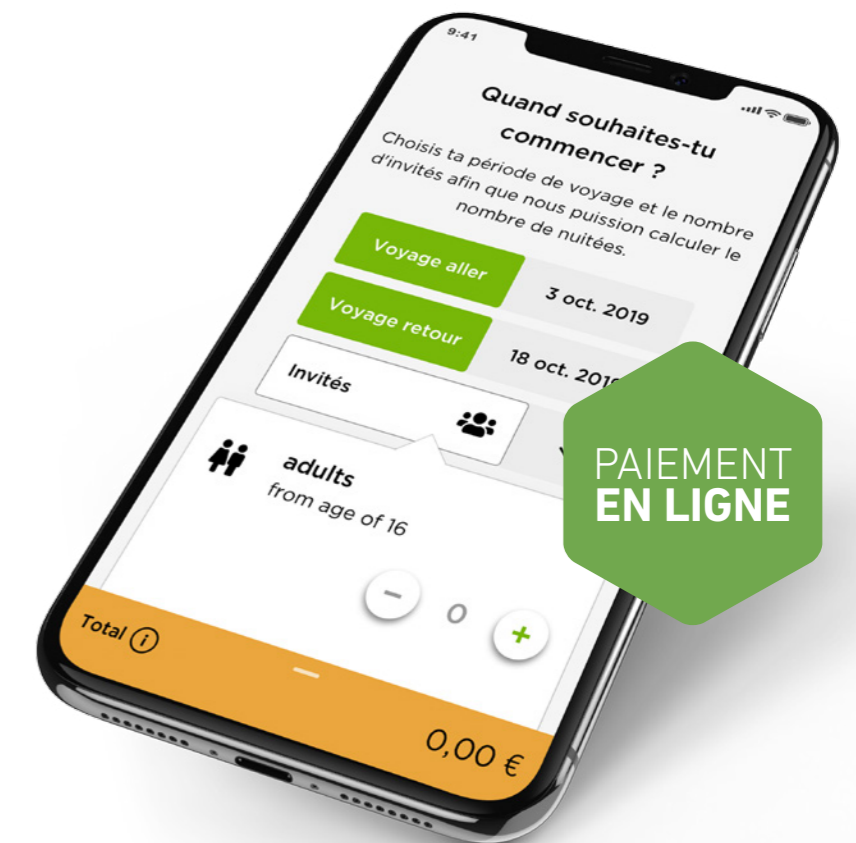 9:41
Quand souhaites-tu
commencer ?
Choisis ta période de voyage et le nombre
d'invités afin que nous puission calculer le
nombre de nuitées.
Voyage aller
3 oct. 2019
Voyage retour
18 oct. 2019
Invités
adults
from age of 16
− 0 +
Total i
0,00 €
PAIEMENT
EN LIGNE